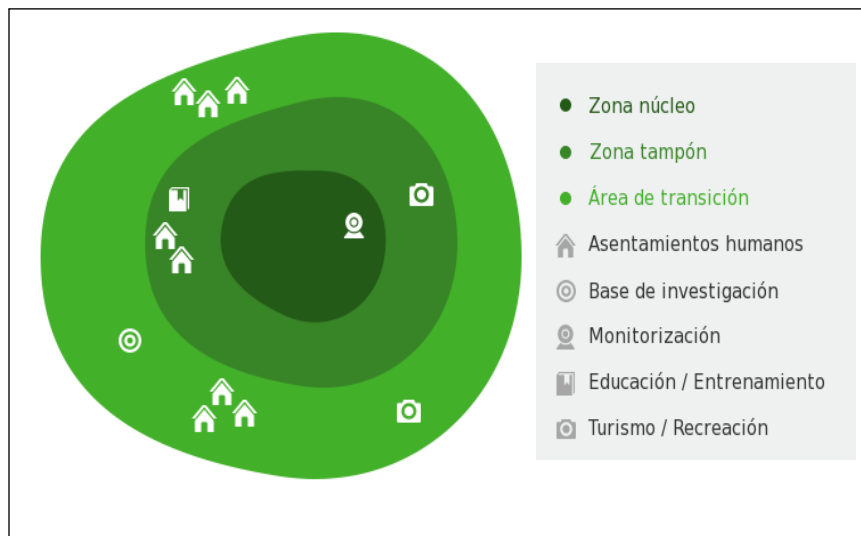 Zona núcleo
Zona tampón
Área de transición
Asentamientos humanos
Base de investigación
Monitorización
Educación / Entrenamiento
Turismo / Recreación